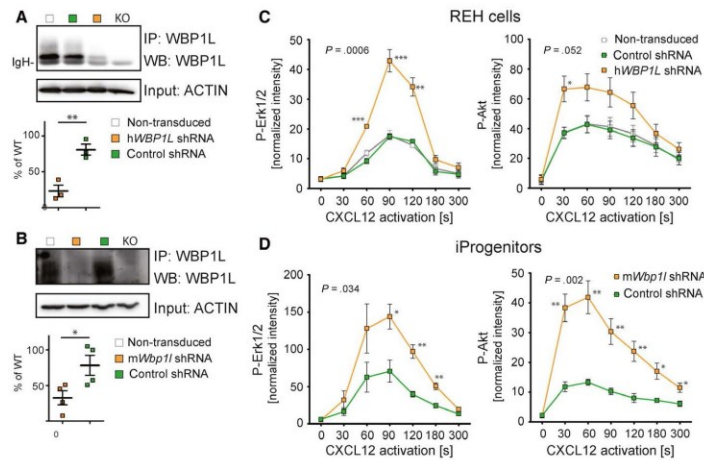 A
KO
IP: WBP1L
IgH-
WB: WBP1L
Input: ACTIN
% of WT
100
50
0
**
Non-transduced
hWBP1L shRNA
Control shRNA
B
KO
IP: WBP1L
WB: WBP1L
Input: ACTIN
% of WT
100
50
0
*
Non-transduced
mWbp1l shRNA
Control shRNA
REH cells
C
P = .0006
Non-transduced
Control shRNA
hWBP1L shRNA
P-Erk1/2
[normalized intensity]
50
40
30
20
10
0
***
***
**
0 30 60 90 120 180 300
CXCL12 activation [s]
P = .052
P-Akt
[normalized intensity]
100
80
60
40
20
0
*
0 30 60 90 120 180 300
CXCL12 activation [s]
iProgenitors
D
P = .034
P-Erk1/2
[normalized intensity]
200
150
100
50
0
*
**
**
0 30 60 90 120 180 300
CXCL12 activation [s]
P = .002
mWbp1l shRNA
Control shRNA
P-Akt
[normalized intensity]
50
40
30
20
10
0
**
**
**
**
*
*
0 30 60 90 120 180 300
CXCL12 activation [s]